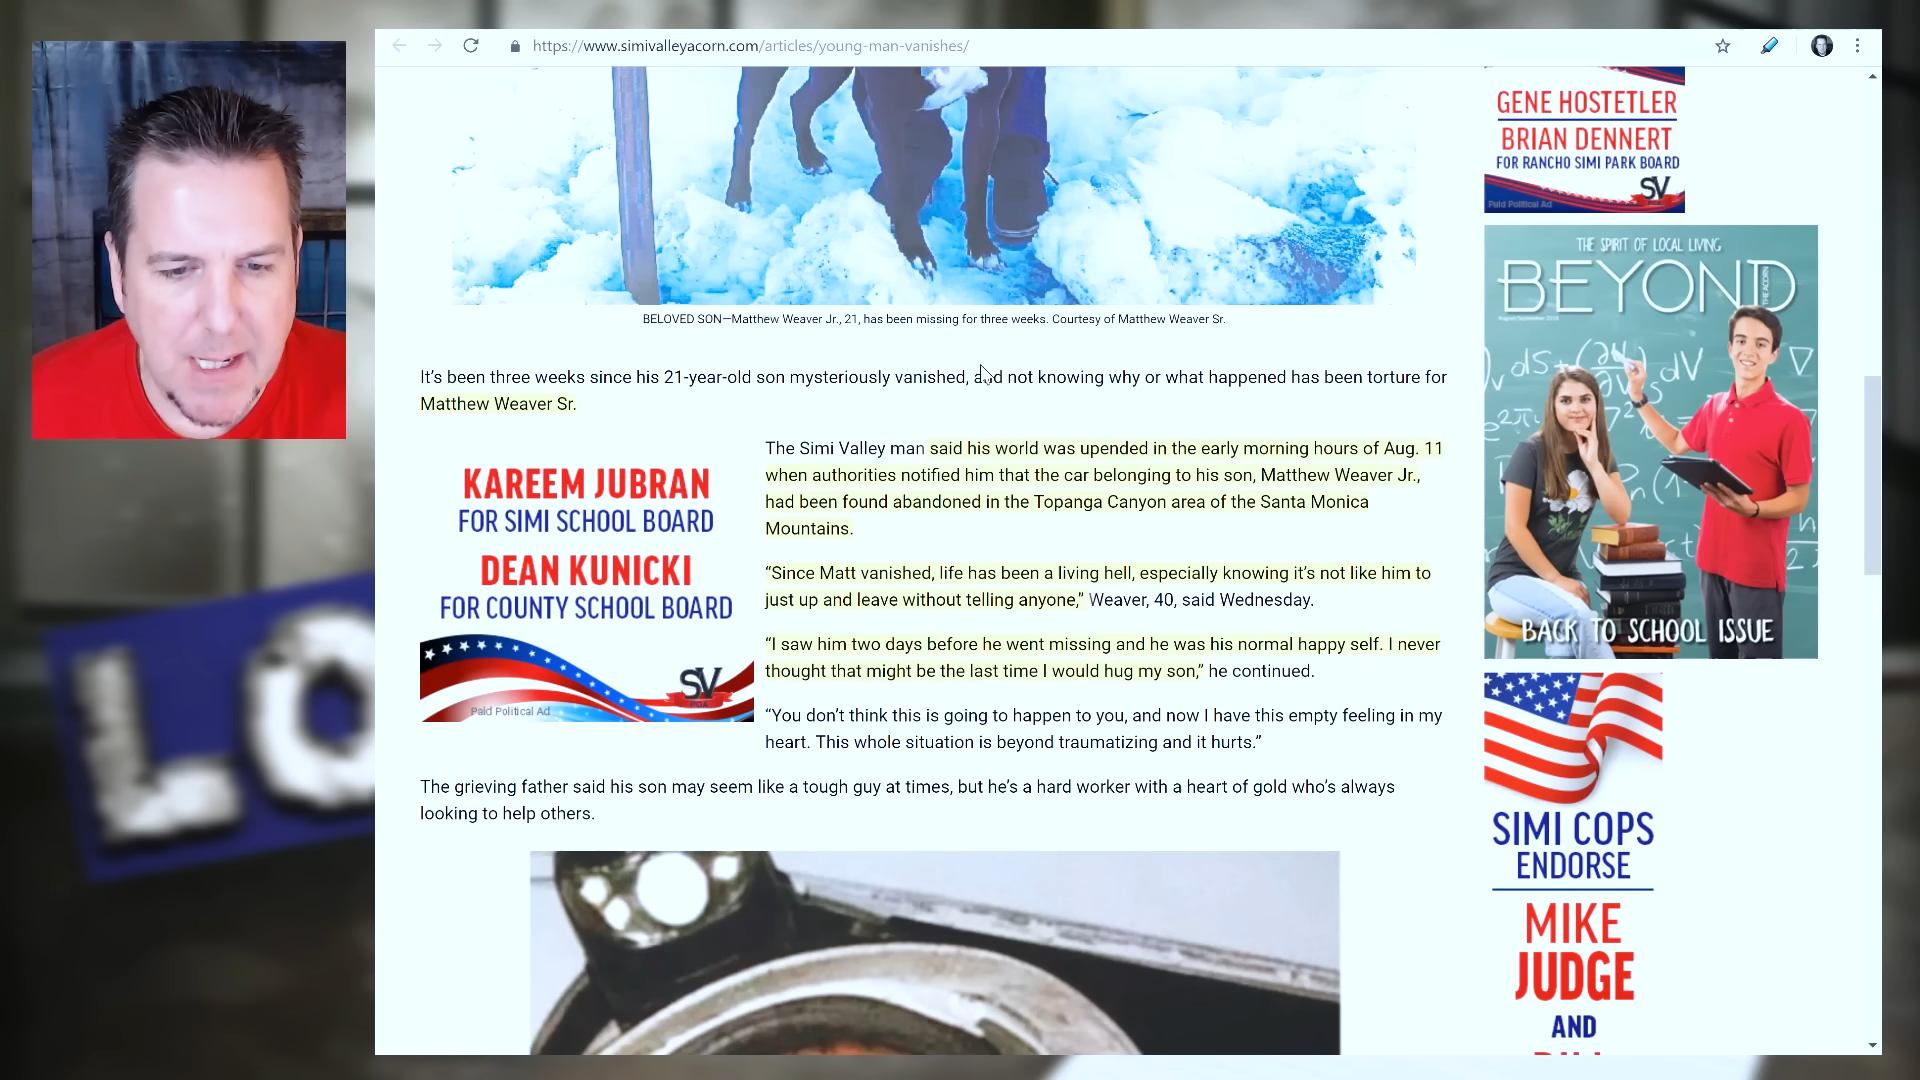 https://www.simivalleyacorn.com/articles/young-man-vanishes/
GENE HOSTETLER
BRIAN DENNERT
FOR RANCHO SIMI PARK BOARD
SV
Paid Political Ad
THE SPIRIT OF LOCAL LIVING
BEYOND
BACK TO SCHOOL ISSUE
BELOVED SON—Matthew Weaver Jr., 21, has been missing for three weeks. Courtesy of Matthew Weaver Sr.
It’s been three weeks since his 21-year-old son mysteriously vanished, and not knowing why or what happened has been torture for
Matthew Weaver Sr.
KAREEM JUBRAN
FOR SIMI SCHOOL BOARD
DEAN KUNICKI
FOR COUNTY SCHOOL BOARD
SV
Paid Political Ad
The Simi Valley man said his world was upended in the early morning hours of Aug. 11
when authorities notified him that the car belonging to his son, Matthew Weaver Jr.,
had been found abandoned in the Topanga Canyon area of the Santa Monica
Mountains.
“Since Matt vanished, life has been a living hell, especially knowing it’s not like him to
just up and leave without telling anyone,” Weaver, 40, said Wednesday.
“I saw him two days before he went missing and he was his normal happy self. I never
thought that might be the last time I would hug my son,” he continued.
“You don’t think this is going to happen to you, and now I have this empty feeling in my
heart. This whole situation is beyond traumatizing and it hurts.”
The grieving father said his son may seem like a tough guy at times, but he’s a hard worker with a heart of gold who’s always
looking to help others.
SIMI COPS
ENDORSE
MIKE
JUDGE
AND
LO